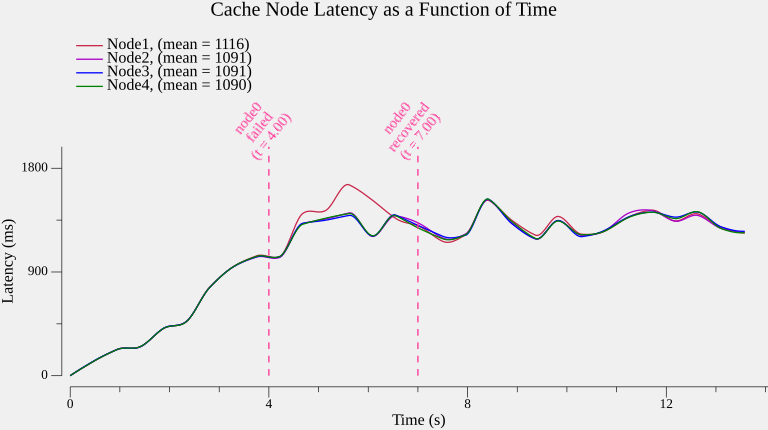 Cache Node Latency as a Function of Time
Node1, (mean = 1116)
Node2, (mean = 1091)
Node3, (mean = 1091)
Node4, (mean = 1090)
node0
failed
(t = 4.00)
node0
recovered
(t = 7.00)
1800
900
0
Latency (ms)
0
4
8
12
Time (s)